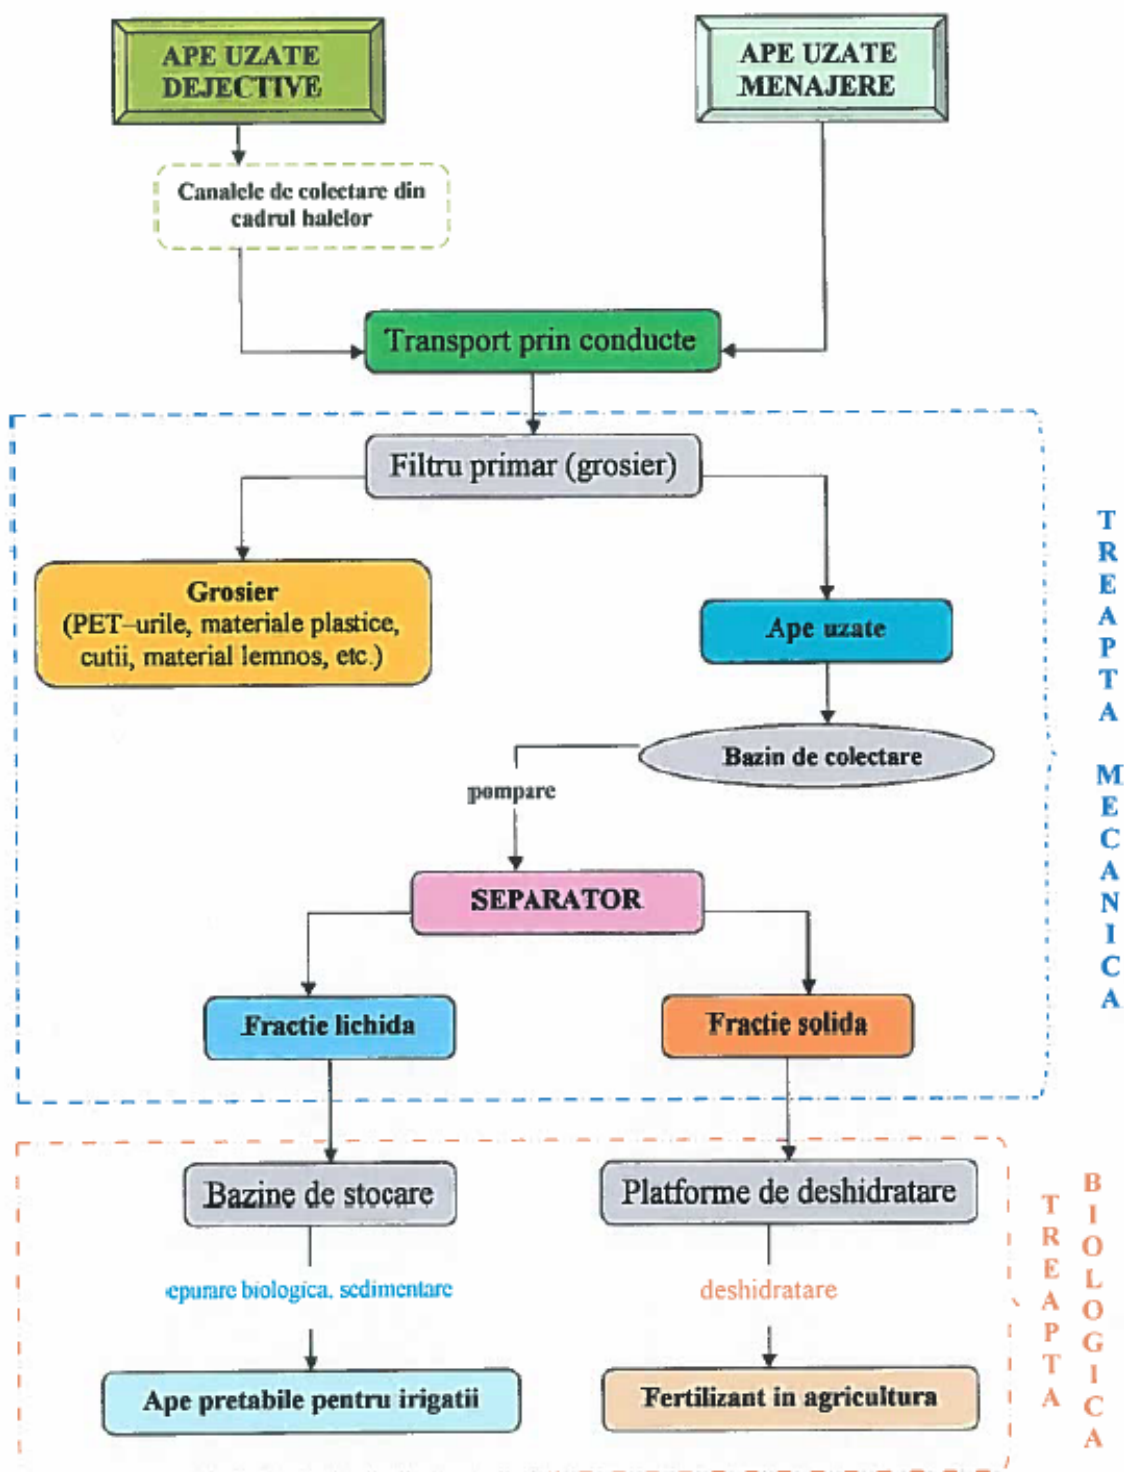 APE UZATE
DEJECTIVE
APE UZATE
MENAJERE
Canalele de colectare din
cadrul halelor
Transport prin conducte
Filtru primar (grosier)
Grosier
(PET–urile, materiale plastice,
cutii, material lemnos, etc.)
Ape uzate
Bazin de colectare
pompare
SEPARATOR
Fractie lichida
Fractie solida
TREAPTA MECANICA
Bazine de stocare
Platforme de deshidratare
epurare biologica, sedimentare
deshidratare
Ape pretabile pentru irigatii
Fertilizant in agricultura
TREAPTA
BIOLOGICA